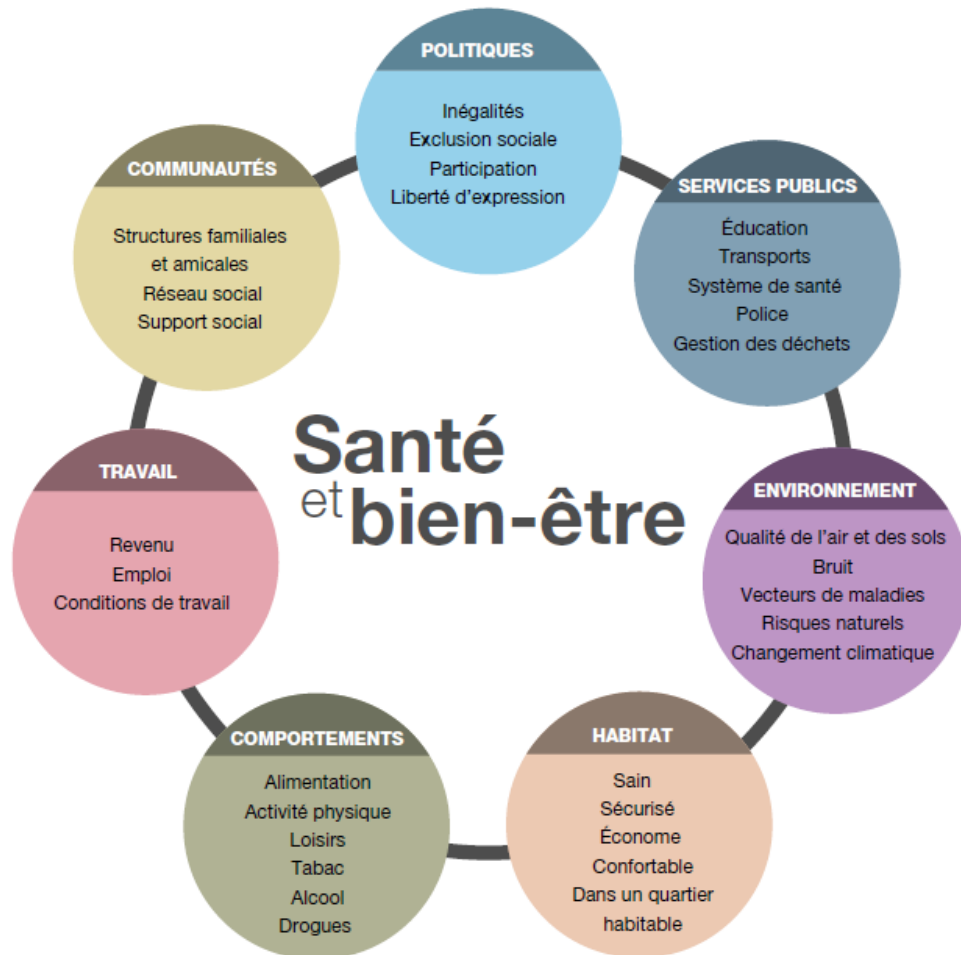 POLITIQUES
Inégalités
Exclusion sociale
Participation
Liberté d'expression
SERVICES PUBLICS
Éducation
Transports
Système de santé
Police
Gestion des déchets
ENVIRONNEMENT
Qualité de l'air et des sols
Bruit
Vecteurs de maladies
Risques naturels
Changement climatique
HABITAT
Sain
Sécurisé
Économe
Confortable
Dans un quartier
habitable
COMPORTEMENTS
Alimentation
Activité physique
Loisirs
Tabac
Alcool
Drogues
TRAVAIL
Revenu
Emploi
Conditions de travail
COMMUNAUTÉS
Structures familiales
et amicales
Réseau social
Support social
Santé
et bien-être